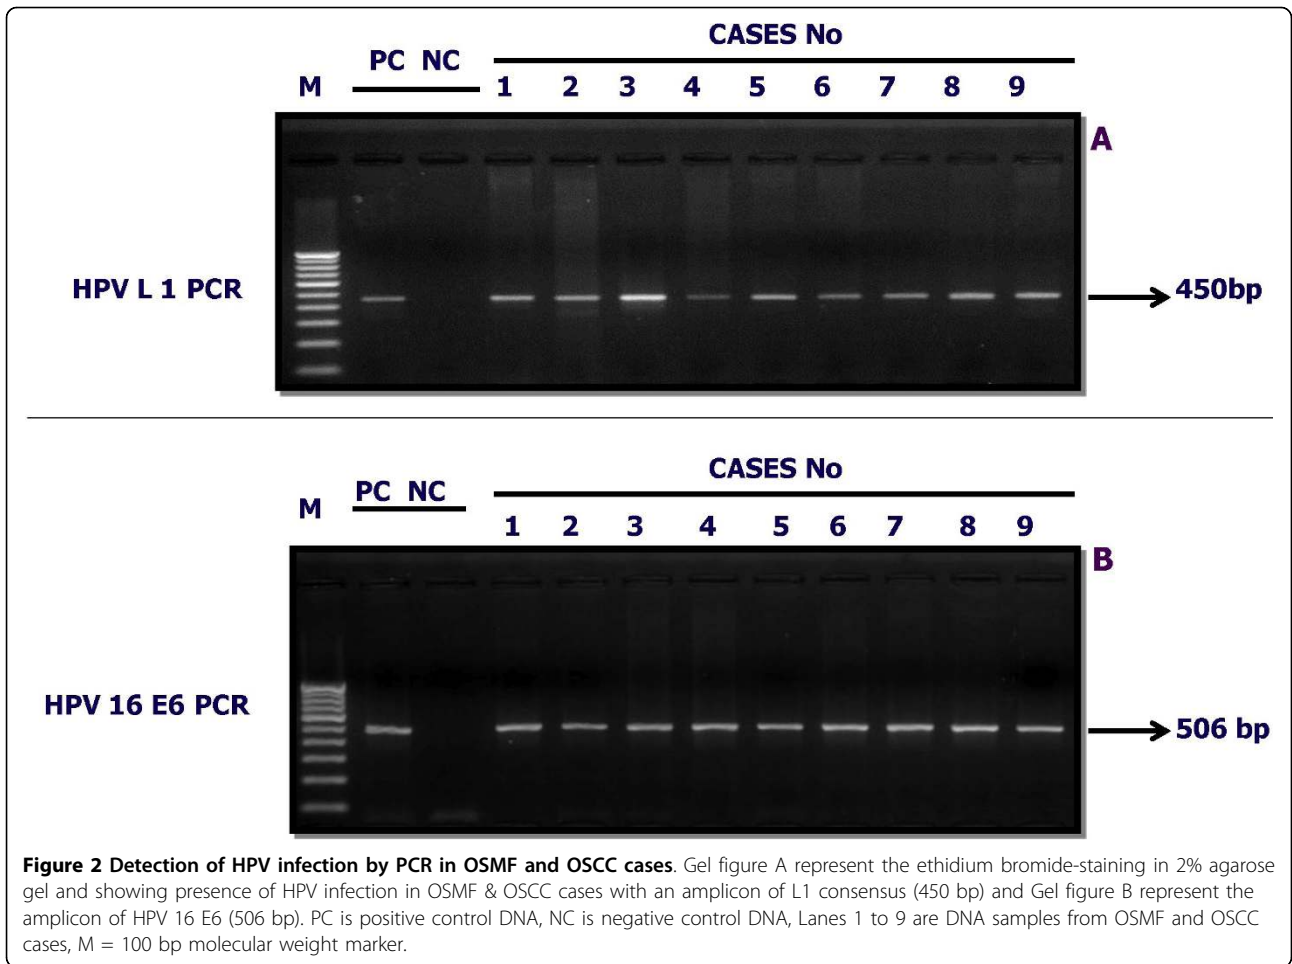 CASES No
PC NC
M 1 2 3 4 5 6 7 8 9
A
HPV L 1 PCR
450bp
CASES No
PC NC
M 1 2 3 4 5 6 7 8 9
B
HPV 16 E6 PCR
506 bp
Figure 2 Detection of HPV infection by PCR in OSMF and OSCC cases. Gel figure A represent the ethidium bromide-staining in 2% agarose
gel and showing presence of HPV infection in OSMF & OSCC cases with an amplicon of L1 consensus (450 bp) and Gel figure B represent the
amplicon of HPV 16 E6 (506 bp). PC is positive control DNA, NC is negative control DNA, Lanes 1 to 9 are DNA samples from OSMF and OSCC
cases, M = 100 bp molecular weight marker.